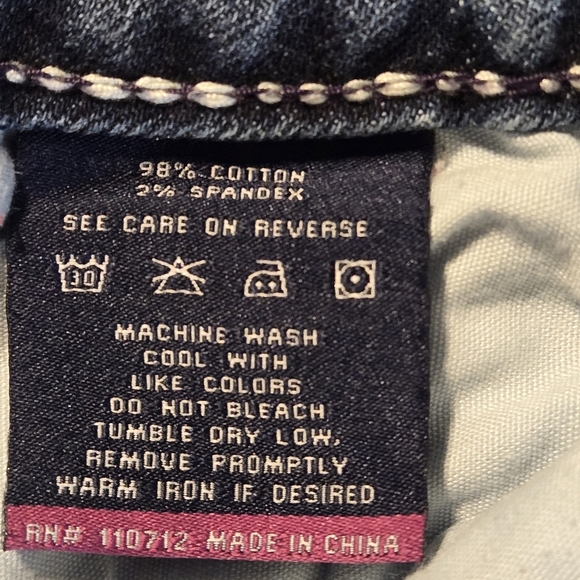 98% COTTON
2% SPANDEX
SEE CARE ON REVERSE
30
MACHINE WASH
COOL WITH
LIKE COLORS
DO NOT BLEACH
TUMBLE DRY LOW,
REMOVE PROMPTLY
WARM IRON IF DESIRED
RN# 110712 MADE IN CHINA